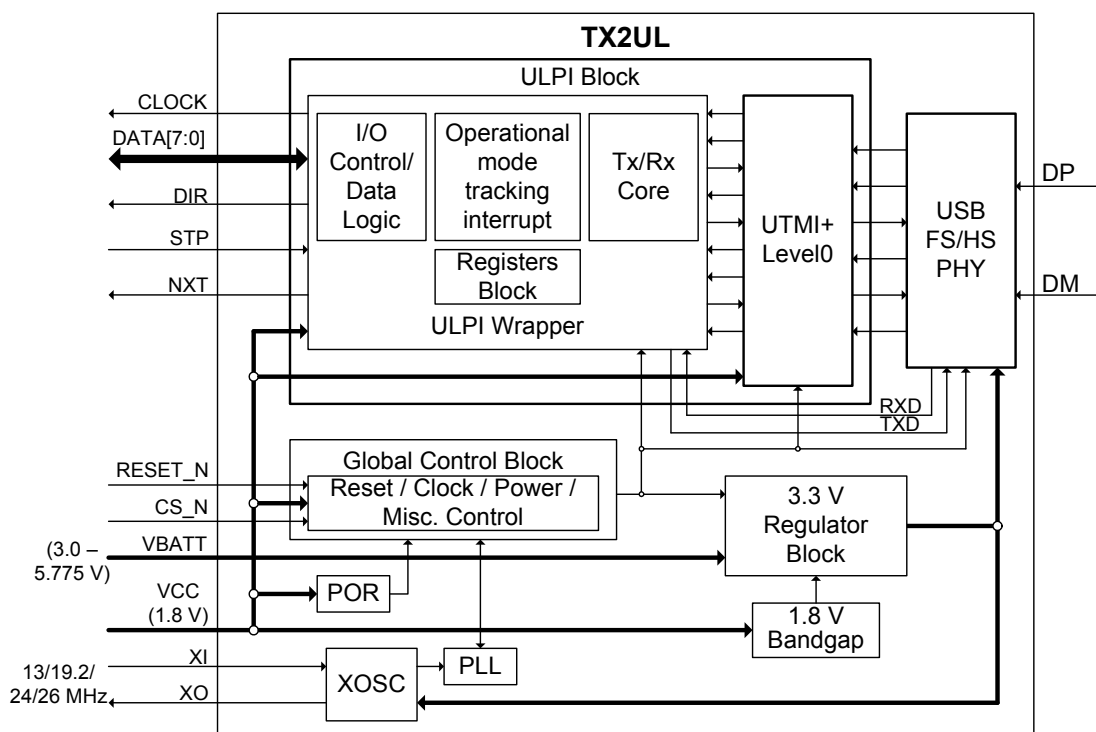 TX2UL
ULPI Block
CLOCK
DATA[7:0]
DIR
STP
NXT
I/O
Control/
Data
Logic
Operational
mode
tracking
interrupt
Tx/Rx
Core
Registers
Block
ULPI Wrapper
UTMI+
Level0
USB
FS/HS
PHY
DP
DM
RXD
TXD
RESET_N
CS_N
VBATT
(3.0 –
5.775 V)
VCC
(1.8 V)
Global Control Block
Reset / Clock / Power /
Misc. Control
3.3 V
Regulator
Block
POR
1.8 V
Bandgap
XI
XO
13/19.2/
24/26 MHz
XOSC
PLL